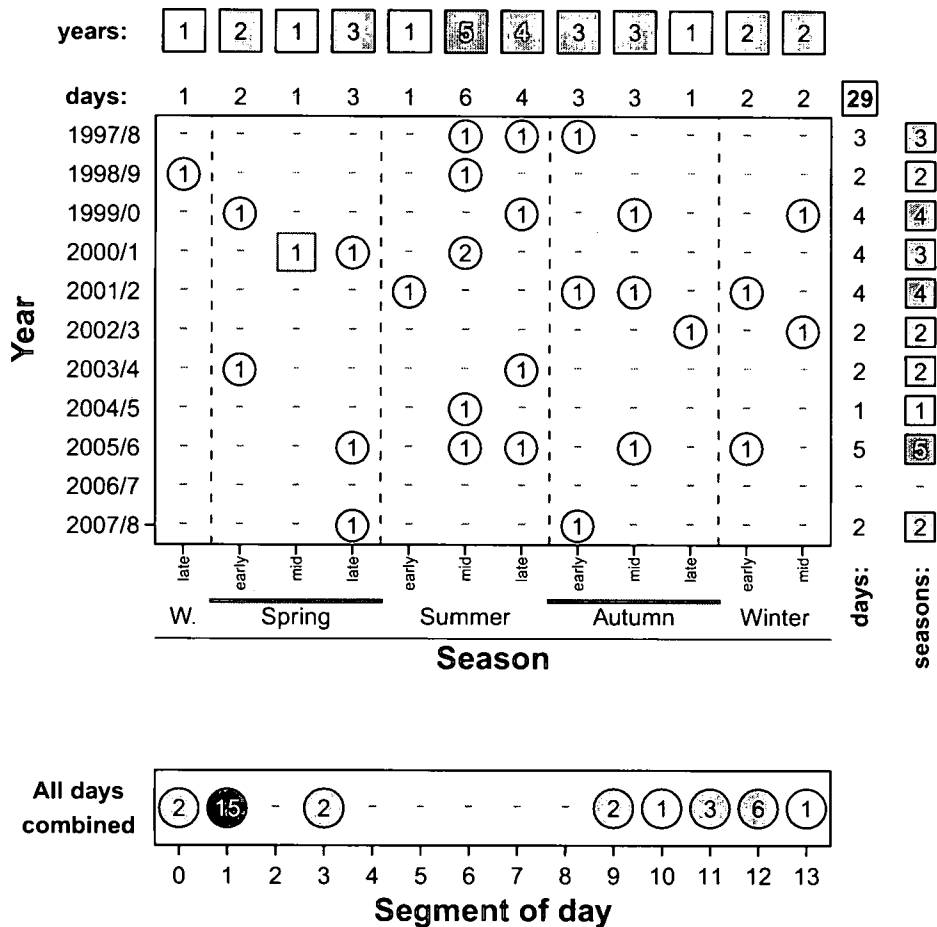 years: 1 2 1 3 1 5 4 3 3 1 2 2
days: 1 2 1 3 1 6 4 3 3 1 2 2 29
1997/8 - - - - - 1 1 1 - - - - 3 3
1998/9 1 - - - - 1 - - - - - - 2 2
1999/0 - 1 - - - - 1 - 1 - - 1 4 4
2000/1 - - 1 1 - 2 - - - - - - 4 3
2001/2 - - - - 1 - - 1 1 - 1 - 4 4
2002/3 - - - - - - - - - 1 - 1 2 2
2003/4 - 1 - - - - 1 - - - - - 2 2
2004/5 - - - - - 1 - - - - - - 1 1
2005/6 - - - 1 - 1 1 - 1 - 1 - 5 5
2006/7 - - - - - - - - - - - - - -
2007/8 - - - 1 - - - 1 - - - - 2 2
Year
late early mid late early mid late early mid late early mid
W. Spring Summer Autumn Winter
Season
days:
seasons:
All days
combined
2 15 - 2 - - - - - 2 1 3 6 1
0 1 2 3 4 5 6 7 8 9 10 11 12 13
Segment of day